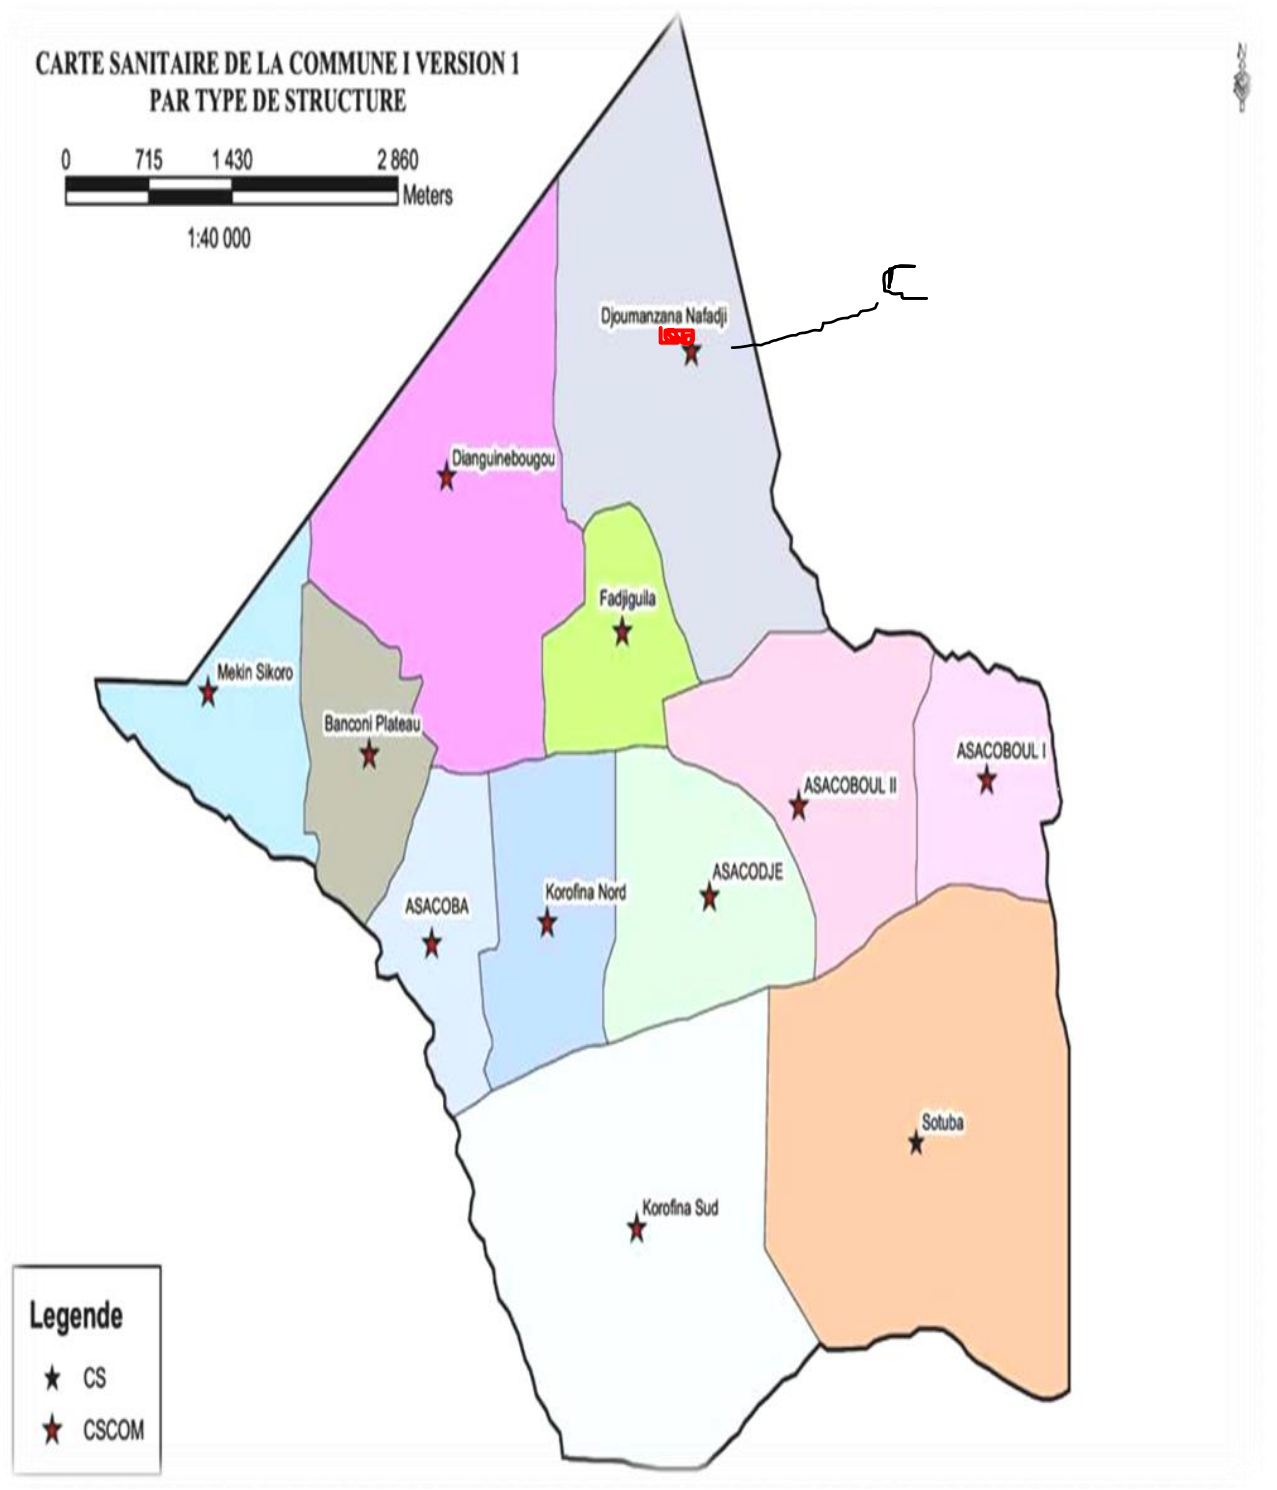 CARTE SANITAIRE DE LA COMMUNE I VERSION 1
PAR TYPE DE STRUCTURE
N
0 715 1 430 2 860
Meters
1:40 000
Djoumanzana Nafadji
Dianguinebougou
Fadjiguila
Mekin Sikoro
Banconi Plateau
ASACOBOUL I
ASACOBOUL II
ASACODJE
Korofina Nord
ASACOBA
Sotuba
Korofina Sud
Legende
CS
CSCOM